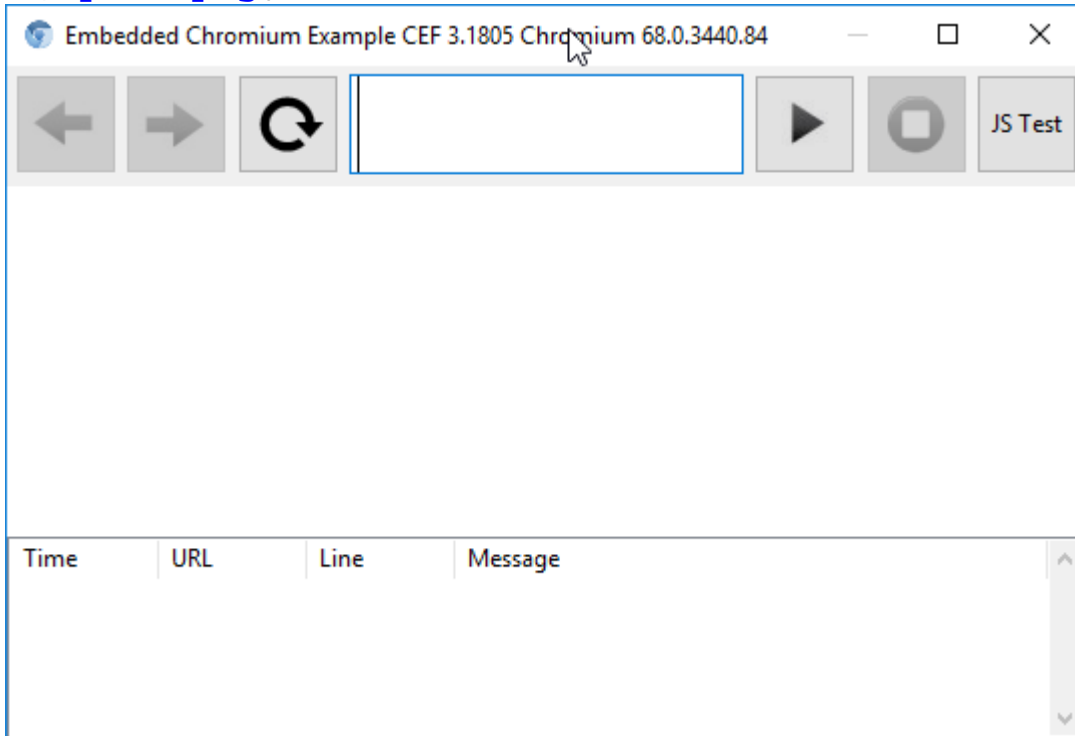 Embedded Chromium Example CEF 3.1805 Chromium 68.0.3440.84
JS Test
Time URL Line Message